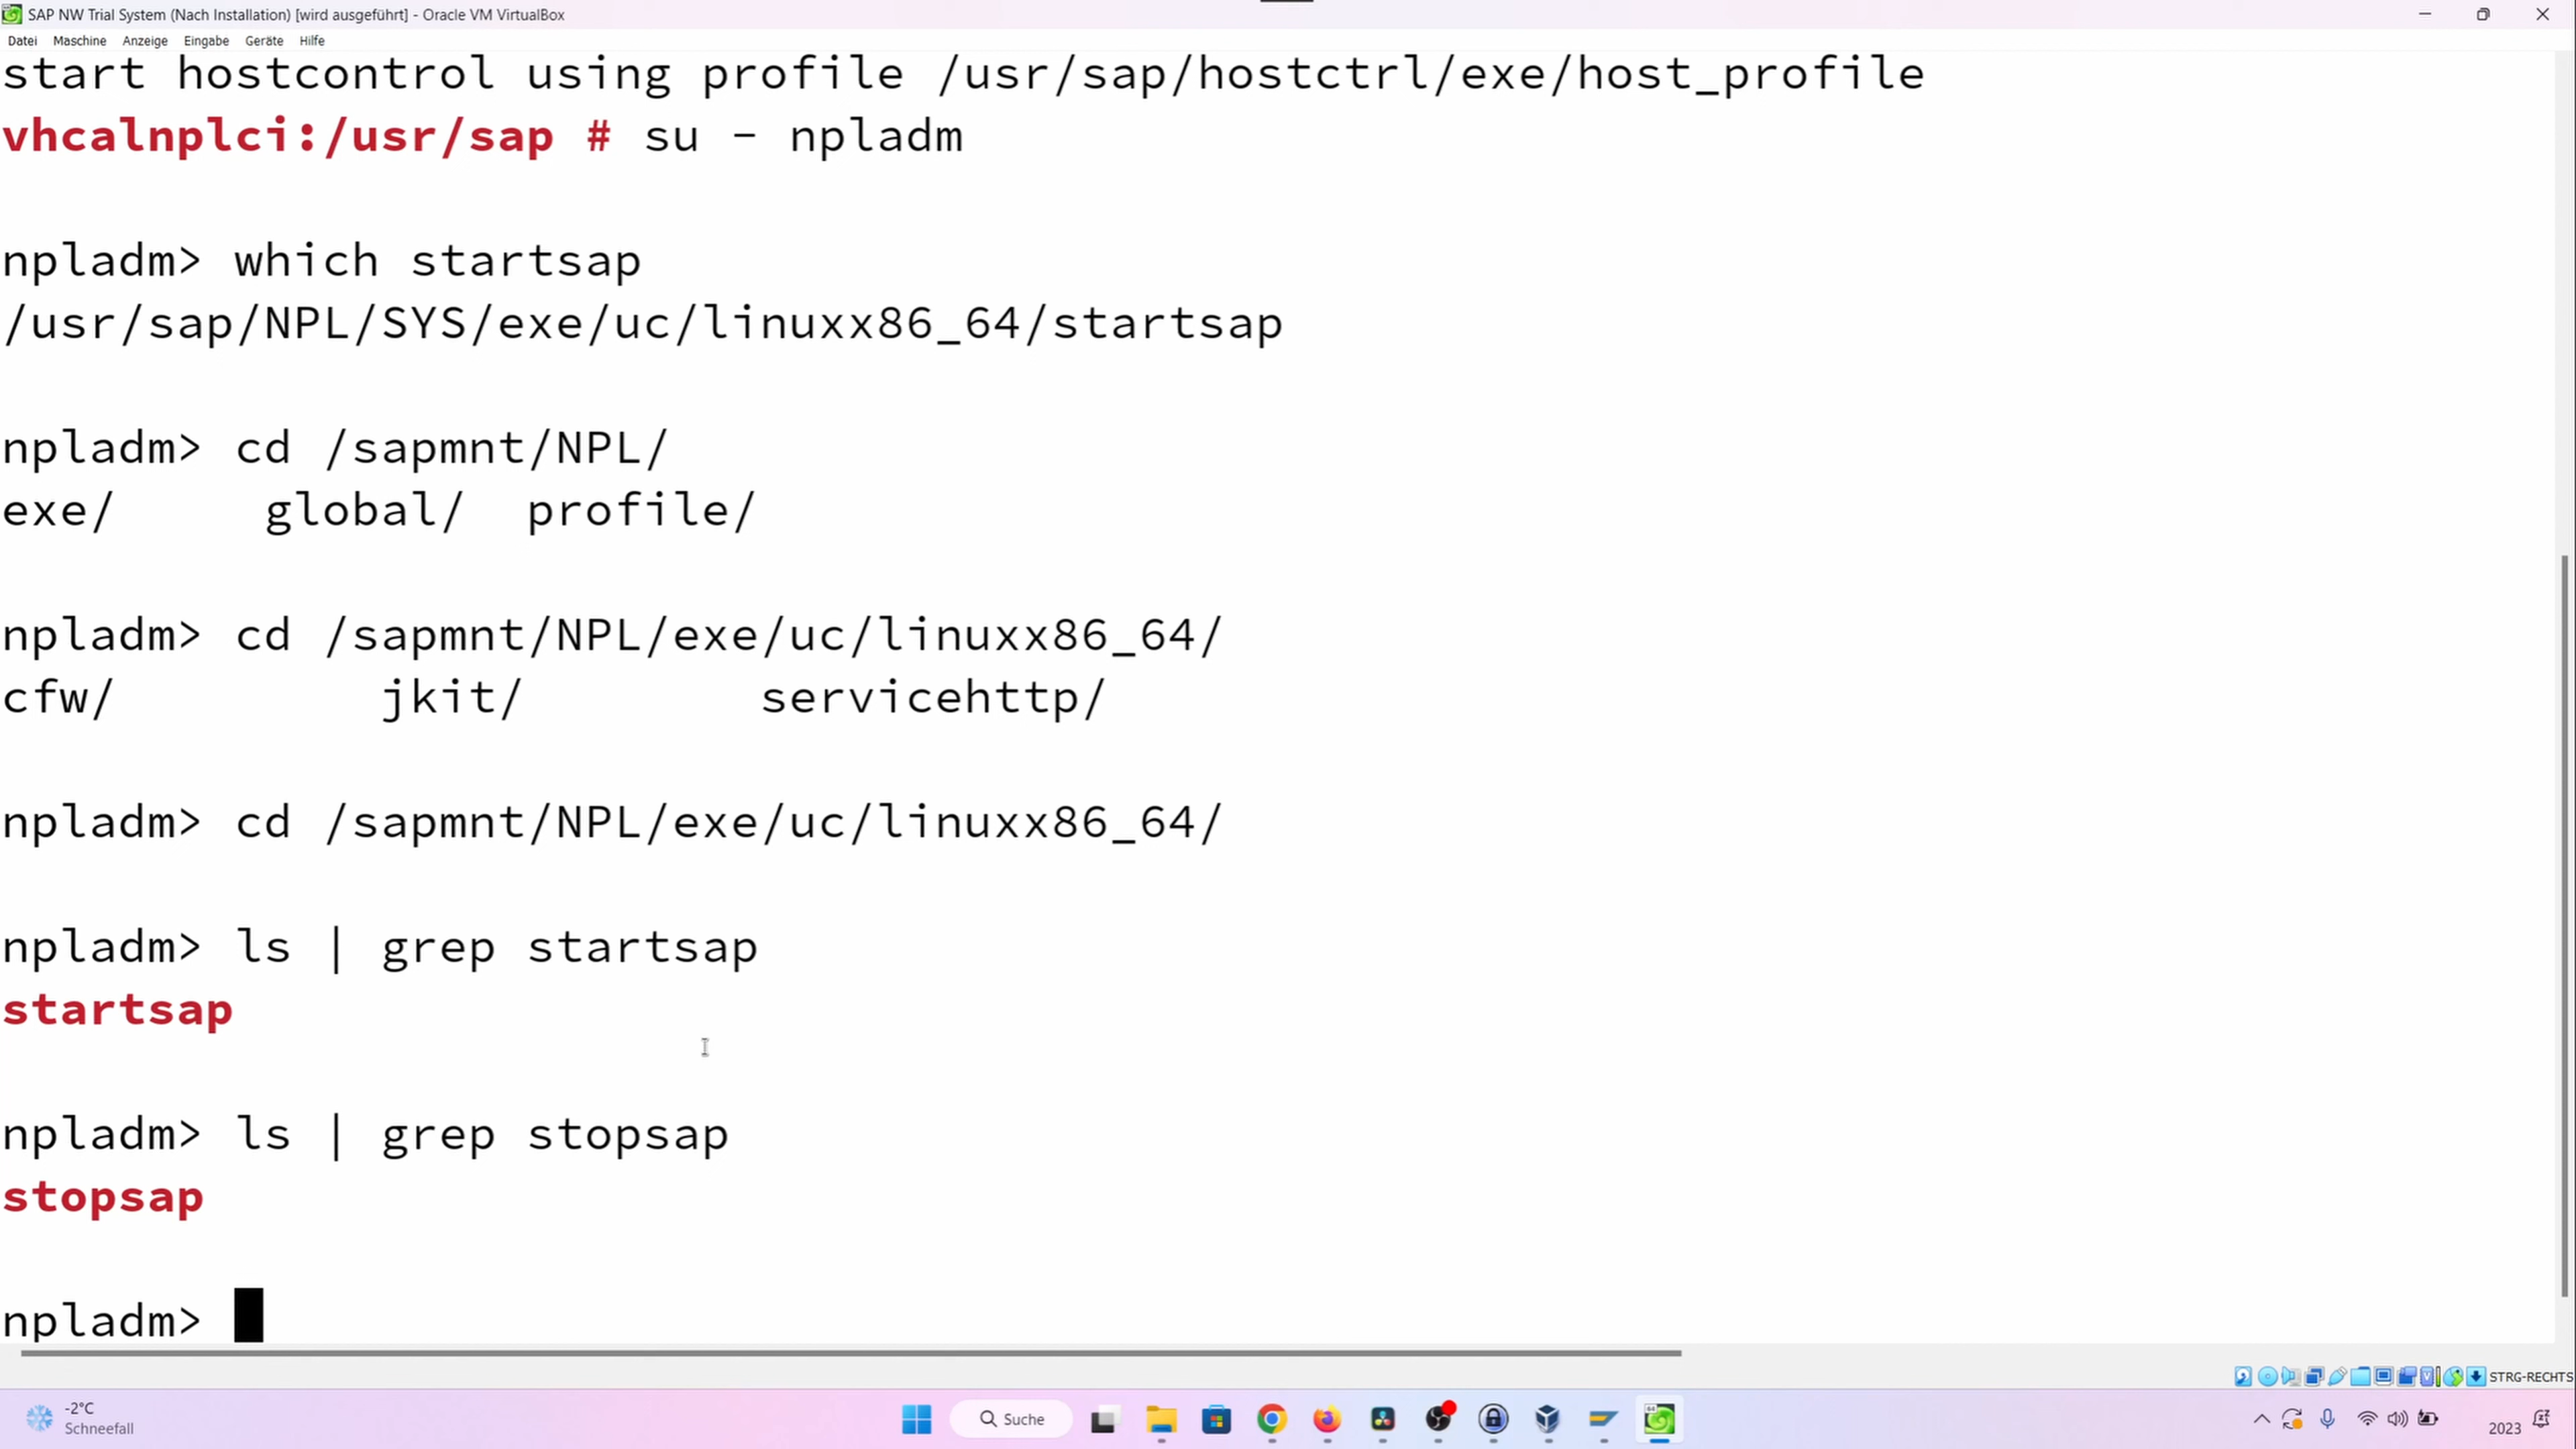 SAP NW Trial System (Nach Installation) [wird ausgeführt] - Oracle VM VirtualBox
Datei Maschine Anzeige Eingabe Geräte Hilfe
start hostcontrol using profile /usr/sap/hostctrl/exe/host_profile
vhcalnplci:/usr/sap # su - npladm
npladm> which startsap
/usr/sap/NPL/SYS/exe/uc/linuxx86_64/startsap
npladm> cd /sapmnt/NPL/
exe/ global/ profile/
npladm> cd /sapmnt/NPL/exe/uc/linuxx86_64/
cfw/ jkit/ servicehttp/
npladm> cd /sapmnt/NPL/exe/uc/linuxx86_64/
npladm> ls | grep startsap
startsap
npladm> ls | grep stopsap
stopsap
npladm>
STRG-RECHTS
-2°C
Schneefall
Suche
2023